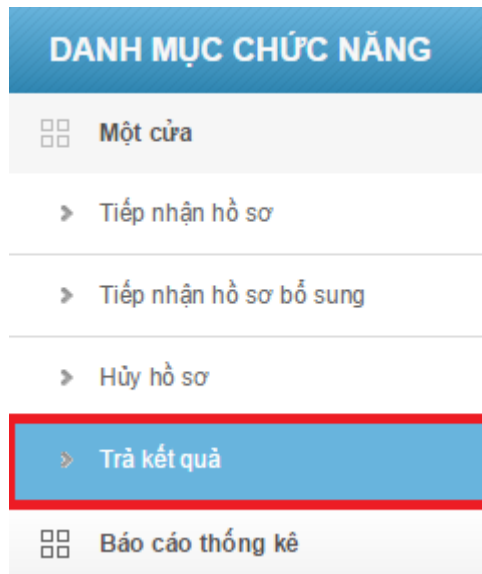 DANH MỤC CHỨC NĂNG
Một cửa
Tiếp nhận hồ sơ
Tiếp nhận hồ sơ bổ sung
Hủy hồ sơ
Trả kết quả
Báo cáo thống kê